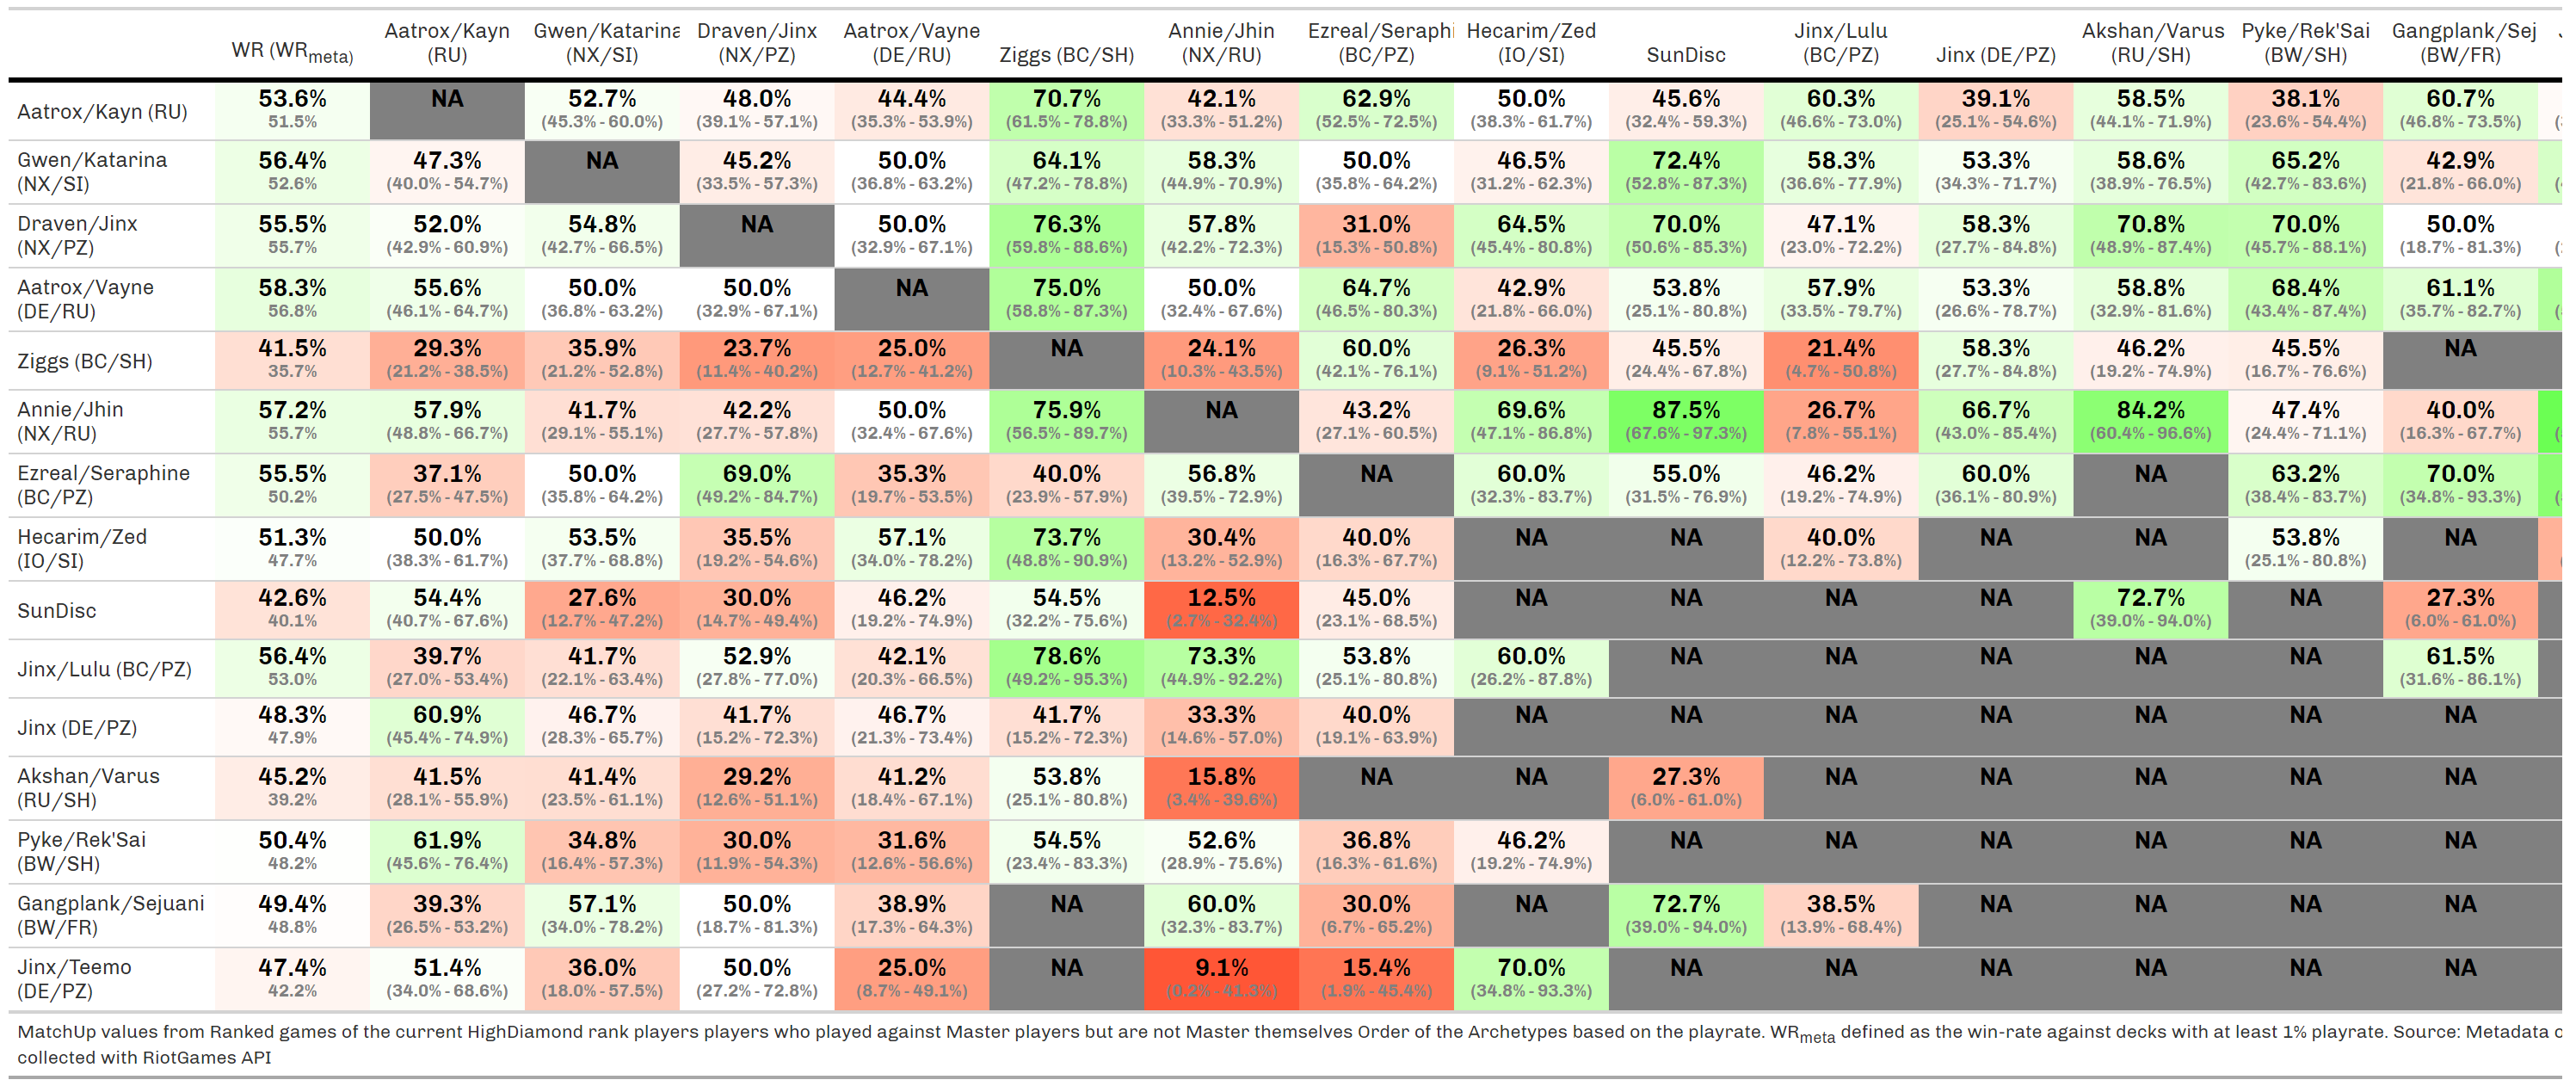 WR (WRmeta) Aatrox/Kayn (RU) Gwen/Katarina (NX/SI) Draven/Jinx (NX/PZ) Aatrox/Vayne (DE/RU) Ziggs (BC/SH) Annie/Jhin (NX/RU) Ezreal/Seraphi (BC/PZ) Hecarim/Zed (IO/SI) SunDisc Jinx/Lulu (BC/PZ) Jinx (DE/PZ) Akshan/Varus (RU/SH) Pyke/Rek'Sai (BW/SH) Gangplank/Sej (BW/FR)
Aatrox/Kayn (RU) 53.6% NA 52.7% 48.0% 44.4% 70.7% 42.1% 62.9% 50.0% 45.6% 60.3% 39.1% 58.5% 38.1% 60.7%
51.5% (45.3% - 60.0%) (39.1% - 57.1%) (35.3% - 53.9%) (61.5% - 78.8%) (33.3% - 51.2%) (52.5% - 72.5%) (38.3% - 61.7%) (32.4% - 59.3%) (46.6% - 73.0%) (25.1% - 54.6%) (44.1% - 71.9%) (23.6% - 54.4%) (46.8% - 73.5%)
Gwen/Katarina 56.4% 47.3% NA 45.2% 50.0% 64.1% 58.3% 50.0% 46.5% 72.4% 58.3% 53.3% 58.6% 65.2% 42.9%
(NX/SI) 52.6% (40.0% - 54.7%) (33.5% - 57.3%) (36.8% - 63.2%) (47.2% - 78.8%) (44.9% - 70.9%) (35.8% - 64.2%) (31.2% - 62.3%) (52.8% - 87.3%) (36.6% - 77.9%) (34.3% - 71.7%) (38.9% - 76.5%) (42.7% - 83.6%) (21.8% - 66.0%)
Draven/Jinx 55.5% 52.0% 54.8% NA 50.0% 76.3% 57.8% 31.0% 64.5% 70.0% 47.1% 58.3% 70.8% 70.0% 50.0%
(NX/PZ) 55.7% (42.9% - 60.9%) (42.7% - 66.5%) (32.9% - 67.1%) (59.8% - 88.6%) (42.2% - 72.3%) (15.3% - 50.8%) (45.4% - 80.8%) (50.6% - 85.3%) (23.0% - 72.2%) (27.7% - 84.8%) (48.9% - 87.4%) (45.7% - 88.1%) (18.7% - 81.3%)
Aatrox/Vayne 58.3% 55.6% 50.0% 50.0% NA 75.0% 50.0% 64.7% 42.9% 53.8% 57.9% 53.3% 58.8% 68.4% 61.1%
(DE/RU) 56.8% (46.1% - 64.7%) (36.8% - 63.2%) (32.9% - 67.1%) (58.8% - 87.3%) (32.4% - 67.6%) (46.5% - 80.3%) (21.8% - 66.0%) (25.1% - 80.8%) (33.5% - 79.7%) (26.6% - 78.7%) (32.9% - 81.6%) (43.4% - 87.4%) (35.7% - 82.7%)
Ziggs (BC/SH) 41.5% 29.3% 35.9% 23.7% 25.0% NA 24.1% 60.0% 26.3% 45.5% 21.4% 58.3% 46.2% 45.5% NA
35.7% (21.2% - 38.5%) (21.2% - 52.8%) (11.4% - 40.2%) (12.7% - 41.2%) (10.3% - 43.5%) (42.1% - 76.1%) (9.1% - 51.2%) (24.4% - 67.8%) (4.7% - 50.8%) (27.7% - 84.8%) (19.2% - 74.9%) (16.7% - 76.6%)
Annie/Jhin 57.2% 57.9% 41.7% 42.2% 50.0% 75.9% NA 43.2% 69.6% 87.5% 26.7% 66.7% 84.2% 47.4% 40.0%
(NX/RU) 55.7% (48.8% - 66.7%) (29.1% - 55.1%) (27.7% - 57.8%) (32.4% - 67.6%) (56.5% - 89.7%) (27.1% - 60.5%) (47.1% - 86.8%) (67.6% - 97.3%) (7.8% - 55.1%) (43.0% - 85.4%) (60.4% - 96.6%) (24.4% - 71.1%) (16.3% - 67.7%)
Ezreal/Seraphine 55.5% 37.1% 50.0% 69.0% 35.3% 40.0% 56.8% NA 60.0% 55.0% 46.2% 60.0% NA 63.2% 70.0%
(BC/PZ) 50.2% (27.5% - 47.5%) (35.8% - 64.2%) (49.2% - 84.7%) (19.7% - 53.5%) (23.9% - 57.9%) (39.5% - 72.9%) (32.3% - 83.7%) (31.5% - 76.9%) (19.2% - 74.9%) (36.1% - 80.9%) (38.4% - 83.7%) (34.8% - 93.3%)
Hecarim/Zed 51.3% 50.0% 53.5% 35.5% 57.1% 73.7% 30.4% 40.0% NA NA 40.0% NA NA 53.8% NA
(IO/SI) 47.7% (38.3% - 61.7%) (37.7% - 68.8%) (19.2% - 54.6%) (34.0% - 78.2%) (48.8% - 90.9%) (13.2% - 52.9%) (16.3% - 67.7%) (12.2% - 73.8%) (25.1% - 80.8%)
SunDisc 42.6% 54.4% 27.6% 30.0% 46.2% 54.5% 12.5% 45.0% NA NA NA NA 72.7% NA 27.3%
40.1% (40.7% - 67.6%) (12.7% - 47.2%) (14.7% - 49.4%) (19.2% - 74.9%) (32.2% - 75.6%) (2.7% - 32.4%) (23.1% - 68.5%) (39.0% - 94.0%) (6.0% - 61.0%)
Jinx/Lulu (BC/PZ) 56.4% 39.7% 41.7% 52.9% 42.1% 78.6% 73.3% 53.8% 60.0% NA NA NA NA NA 61.5%
53.0% (27.0% - 53.4%) (22.1% - 63.4%) (27.8% - 77.0%) (20.3% - 66.5%) (49.2% - 95.3%) (44.9% - 92.2%) (25.1% - 80.8%) (26.2% - 87.8%) (31.6% - 86.1%)
Jinx (DE/PZ) 48.3% 60.9% 46.7% 41.7% 46.7% 41.7% 33.3% 40.0% NA NA NA NA NA NA NA
47.9% (45.4% - 74.9%) (28.3% - 65.7%) (15.2% - 72.3%) (21.3% - 73.4%) (15.2% - 72.3%) (14.6% - 57.0%) (19.1% - 63.9%)
Akshan/Varus 45.2% 41.5% 41.4% 29.2% 41.2% 53.8% 15.8% NA NA 27.3% NA NA NA NA NA
(RU/SH) 39.2% (28.1% - 55.9%) (23.5% - 61.1%) (12.6% - 51.1%) (18.4% - 67.1%) (25.1% - 80.8%) (3.4% - 39.6%) (6.0% - 61.0%)
Pyke/Rek'Sai 50.4% 61.9% 34.8% 30.0% 31.6% 54.5% 52.6% 36.8% 46.2% NA NA NA NA NA NA
(BW/SH) 48.2% (45.6% - 76.4%) (16.4% - 57.3%) (11.9% - 54.3%) (12.6% - 56.6%) (23.4% - 83.3%) (28.9% - 75.6%) (16.3% - 61.6%) (19.2% - 74.9%)
Gangplank/Sejuani 49.4% 39.3% 57.1% 50.0% 38.9% NA 60.0% 30.0% NA 72.7% 38.5% NA NA NA NA
(BW/FR) 48.8% (26.5% - 53.2%) (34.0% - 78.2%) (18.7% - 81.3%) (17.3% - 64.3%) (32.3% - 83.7%) (6.7% - 65.2%) (39.0% - 94.0%) (13.9% - 68.4%)
Jinx/Teemo 47.4% 51.4% 36.0% 50.0% 25.0% NA 9.1% 15.4% 70.0% NA NA NA NA NA NA
(DE/PZ) 42.2% (34.0% - 68.6%) (18.0% - 57.5%) (27.2% - 72.8%) (8.7% - 49.1%) (0.2% - 41.3%) (1.9% - 45.4%) (34.8% - 93.3%)
MatchUp values from Ranked games of the current HighDiamond rank players players who played against Master players but are not Master themselves Order of the Archetypes based on the playrate. WRmeta defined as the win-rate against decks with at least 1% playrate. Source: Metadata
collected with RiotGames API